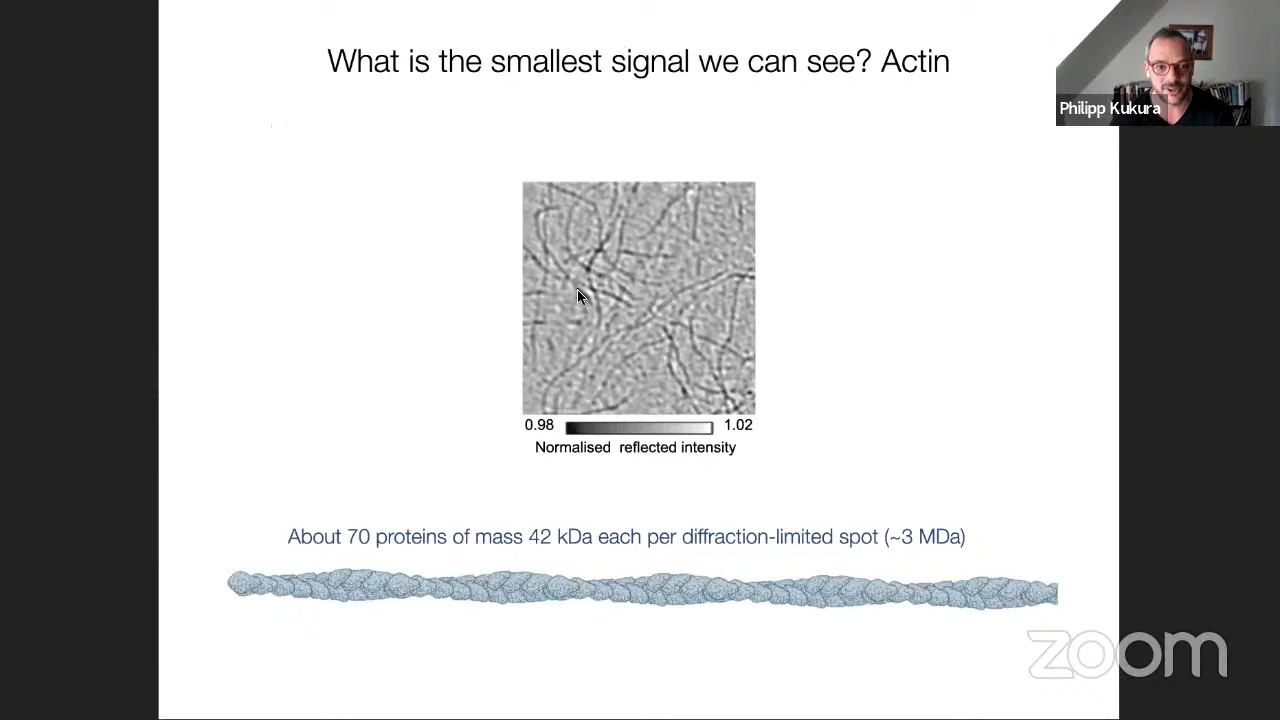 What is the smallest signal we can see? Actin
Philipp Kukura
0.98 1.02
Normalised reflected intensity
About 70 proteins of mass 42 kDa each per diffraction-limited spot (~3 MDa)
zoom